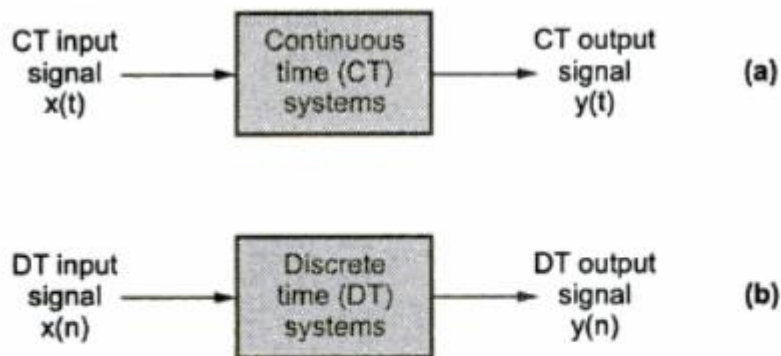 CT input
signal
x(t)
Continuous
time (CT)
systems
CT output
signal
y(t)
(a)
DT input
signal
x(n)
Discrete
time (DT)
systems
DT output
signal
y(n)
(b)